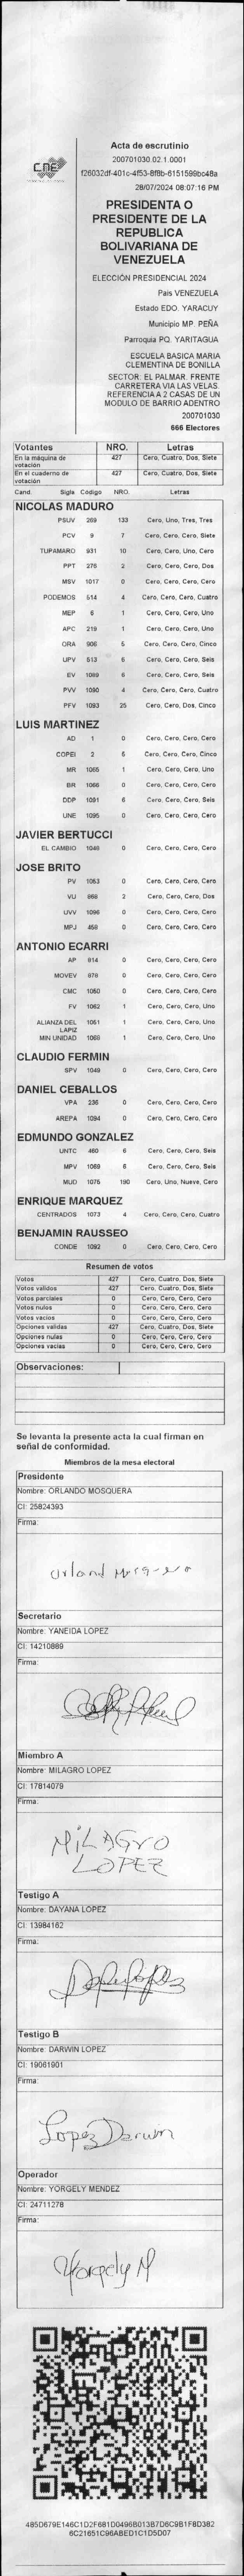 CNE
Acta de escrutinio
200701030.02.1.0001
f26032df-401c-4f53-8f8b-6151599bc48a
28/07/2024 08:07:16 PM
PRESIDENTA O
PRESIDENTE DE LA
REPUBLICA
BOLIVARIANA DE
VENEZUELA
ELECCIÓN PRESIDENCIAL 2024
País VENEZUELA
Estado EDO. YARACUY
Municipio MP. PEÑA
Parroquia PQ. YARITAGUA
ESCUELA BASICA MARIA
CLEMENTINA DE BONILLA
SECTOR: EL PALMAR. FRENTE
CARRETERA VIA LAS VELAS.
REFERENCIA A 2 CASAS DE UN
MODULO DE BARRIO ADENTRO
200701030
666 Electores
Votantes NRO. Letras
En la máquina de votación 427 Cero, Cuatro, Dos, Siete
En el cuaderno de votación 427 Cero, Cuatro, Dos, Siete
Cand. Sigla Código NRO. Letras
NICOLAS MADURO
PSUV 269 133 Cero, Uno, Tres, Tres
PCV 9 7 Cero, Cero, Cero, Siete
TUPAMARO 931 10 Cero, Cero, Uno, Cero
PPT 276 2 Cero, Cero, Cero, Dos
MSV 1017 0 Cero, Cero, Cero, Cero
PODEMOS 514 4 Cero, Cero, Cero, Cuatro
MEP 6 1 Cero, Cero, Cero, Uno
APC 219 1 Cero, Cero, Cero, Uno
ORA 906 5 Cero, Cero, Cero, Cinco
UPV 513 6 Cero, Cero, Cero, Seis
EV 1089 6 Cero, Cero, Cero, Seis
PVV 1090 4 Cero, Cero, Cero, Cuatro
PFV 1093 25 Cero, Cero, Dos, Cinco
LUIS MARTINEZ
AD 1 0 Cero, Cero, Cero, Cero
COPEI 2 5 Cero, Cero, Cero, Cinco
MR 1065 1 Cero, Cero, Cero, Uno
BR 1066 0 Cero, Cero, Cero, Cero
DDP 1091 6 Cero, Cero, Cero, Seis
UNE 1095 0 Cero, Cero, Cero, Cero
JAVIER BERTUCCI
EL CAMBIO 1046 0 Cero, Cero, Cero, Cero
JOSE BRITO
PV 1053 0 Cero, Cero, Cero, Cero
VU 868 2 Cero, Cero, Cero, Dos
UVV 1096 0 Cero, Cero, Cero, Cero
MPJ 458 0 Cero, Cero, Cero, Cero
ANTONIO ECARRI
AP 914 0 Cero, Cero, Cero, Cero
MOVEV 978 0 Cero, Cero, Cero, Cero
CMC 1050 0 Cero, Cero, Cero, Cero
FV 1062 1 Cero, Cero, Cero, Uno
ALIANZA DEL LAPIZ 1051 1 Cero, Cero, Cero, Uno
MIN UNIDAD 1068 1 Cero, Cero, Cero, Uno
CLAUDIO FERMIN
SPV 1049 0 Cero, Cero, Cero, Cero
DANIEL CEBALLOS
VPA 235 0 Cero, Cero, Cero, Cero
AREPA 1094 0 Cero, Cero, Cero, Cero
EDMUNDO GONZALEZ
UNTC 460 6 Cero, Cero, Cero, Seis
MPV 1069 6 Cero, Cero, Cero, Seis
MUD 1075 190 Cero, Uno, Nueve, Cero
ENRIQUE MARQUEZ
CENTRADOS 1073 4 Cero, Cero, Cero, Cuatro
BENJAMIN RAUSSEO
CONDE 1092 0 Cero, Cero, Cero, Cero
Resumen de votos
Votos 427 Cero, Cuatro, Dos, Siete
Votos validos 427 Cero, Cuatro, Dos, Siete
Votos parciales 0 Cero, Cero, Cero, Cero
Votos nulos 0 Cero, Cero, Cero, Cero
Votos vacios 0 Cero, Cero, Cero, Cero
Opciones validas 427 Cero, Cuatro, Dos, Siete
Opciones nulas 0 Cero, Cero, Cero, Cero
Opciones vacias 0 Cero, Cero, Cero, Cero
Observaciones:
Se levanta la presente acta la cual firman en
señal de conformidad.
Miembros de la mesa electoral
Presidente
Nombre: ORLANDO MOSQUERA
CI: 25824393
Firma:
Secretario
Nombre: YANEIDA LOPEZ
CI: 14210889
Firma:
Miembro A
Nombre: MILAGRO LOPEZ
CI: 17814079
Firma:
MILAGRO
LOPEZ
Testigo A
Nombre: DAYANA LOPEZ
CI: 13984162
Firma:
Testigo B
Nombre: DARWIN LOPEZ
CI: 19061901
Firma:
Lopez Darwin
Operador
Nombre: YORGELY MENDEZ
CI: 24711278
Firma:
Yorgely M
485D679E146C1D2F681D0496B013B7D6C9B1F8D382
6C21651C96ABED1C1D5D07